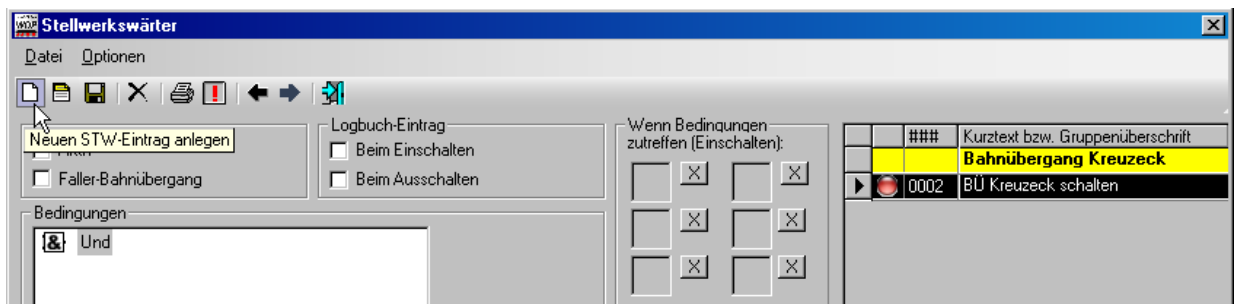 Stellwerkswärter
Datei Optionen
Neuen STW-Eintrag anlegen
Faller-Bahnübergang
Logbuch-Eintrag
Beim Einschalten
Beim Ausschalten
Wenn Bedingungen
zutreffen (Einschalten):
X X
X X
X X
Bedingungen
& Und
### Kurztext bzw. Gruppenüberschrift
Bahnübergang Kreuzeck
0002 BÜ Kreuzeck schalten